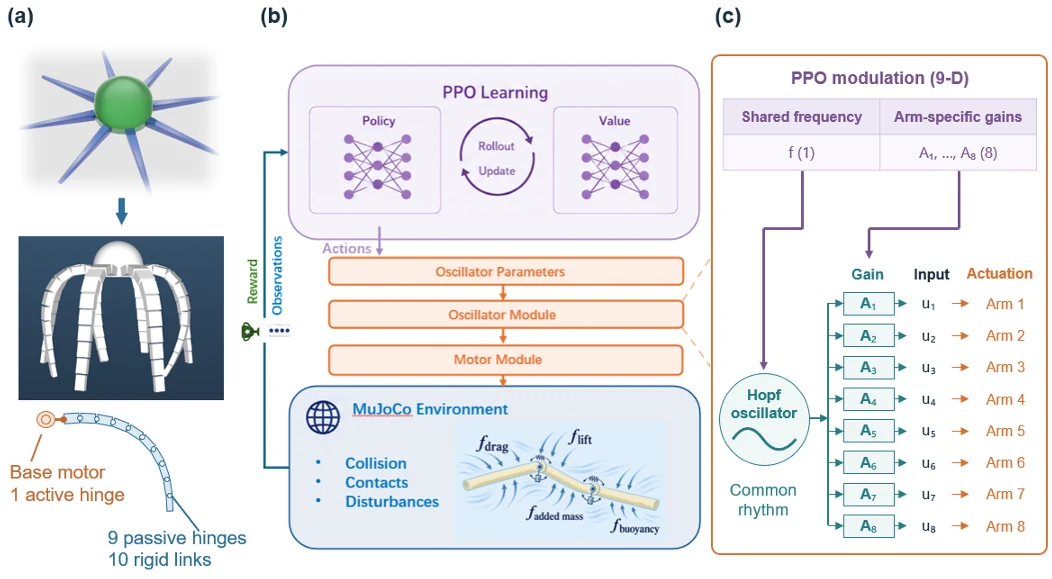 (a)
(b)
(c)
Base motor
1 active hinge
9 passive hinges
10 rigid links
PPO Learning
Policy
Rollout
Update
Value
Reward
Observations
Actions
Oscillator Parameters
Oscillator Module
Motor Module
MuJoCo Environment
• Collision
• Contacts
• Disturbances
fdrag
flift
fadded mass
fbuoyancy
PPO modulation (9-D)
Shared frequency Arm-specific gains
f (1) A₁, ..., A₈ (8)
Gain Input Actuation
A₁ u₁ Arm 1
A₂ u₂ Arm 2
A₃ u₃ Arm 3
A₄ u₄ Arm 4
A₅ u₅ Arm 5
A₆ u₆ Arm 6
A₇ u₇ Arm 7
A₈ u₈ Arm 8
Hopf
oscillator
Common
rhythm